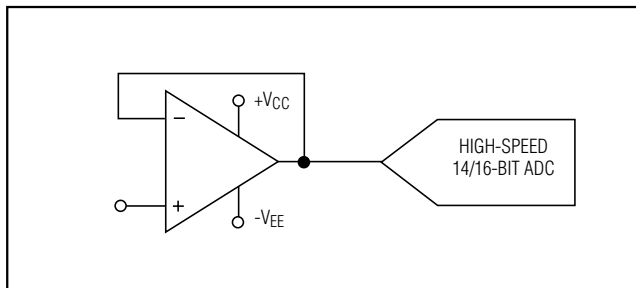 +VCC
−
HIGH-SPEED
14/16-BIT ADC
+
-VEE